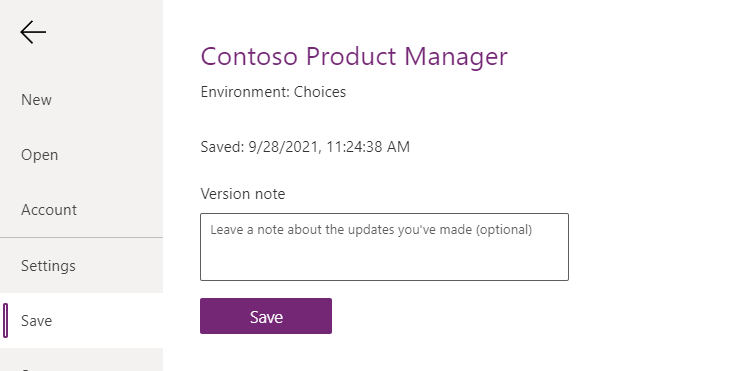 Contoso Product Manager
Environment: Choices
New
Open
Saved: 9/28/2021, 11:24:38 AM
Account
Version note
Leave a note about the updates you've made (optional)
Settings
Save
Save